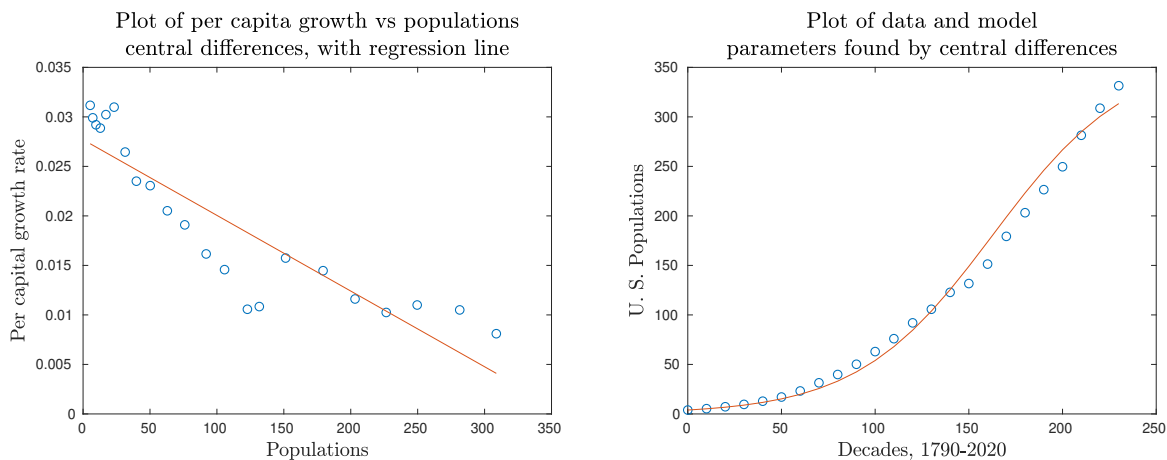 Plot of per capita growth vs populations
central differences, with regression line
0.035
0.03
0.025
0.02
0.015
0.01
0.005
0
Per capital growth rate
0 50 100 150 200 250 300 350
Populations
Plot of data and model
parameters found by central differences
350
300
250
200
150
100
50
0
U. S. Populations
0 50 100 150 200 250
Decades, 1790-2020